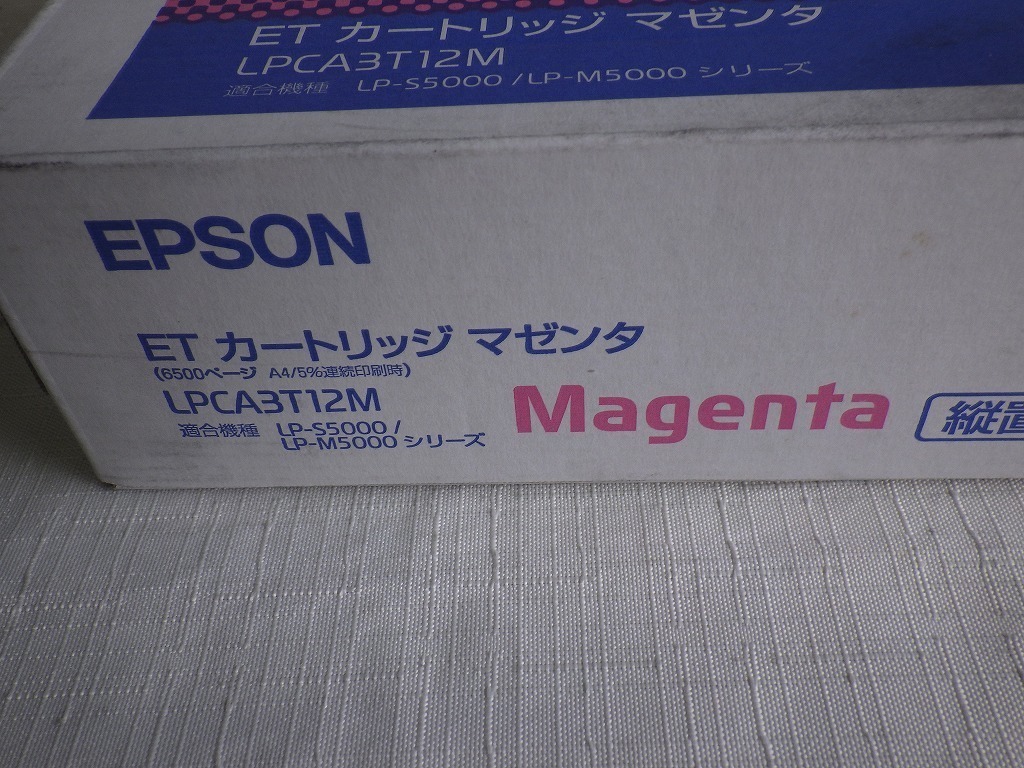 ET カートリッジ マゼンタ
LPCA3T12M
適合機種 LP-S5000 /LP-M5000 シリーズ
EPSON
ET カートリッジ マゼンタ
(6500ページ A4/5%連続印刷時)
LPCA3T12M
適合機種 LP-S5000 /
LP-M5000 シリーズ
Magenta
縦置